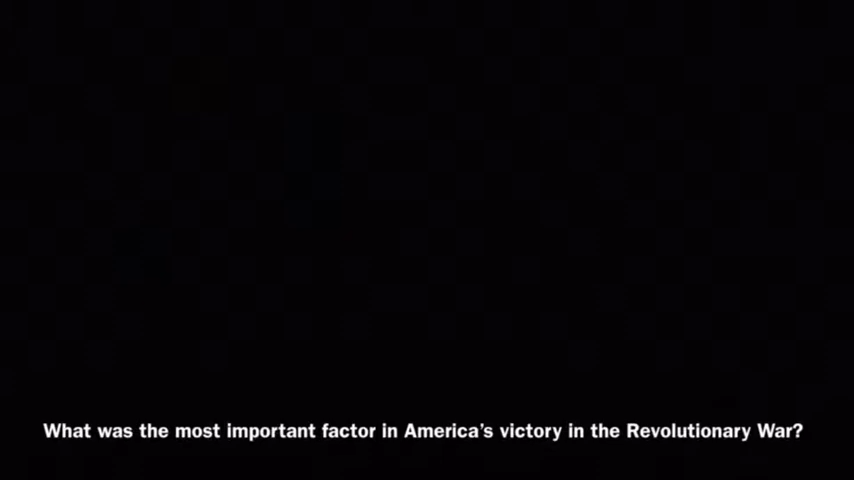 What was the most important factor in America's victory in the Revolutionary War?